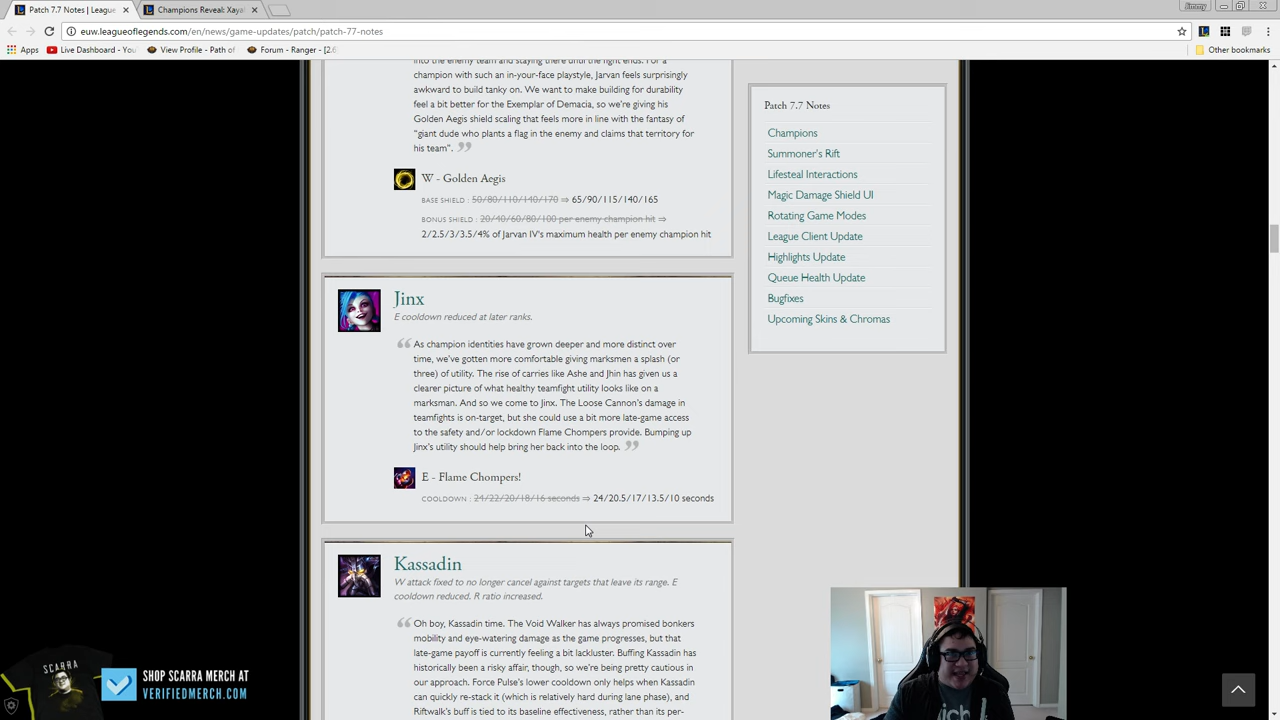 Patch 7.7 Notes | League
Champions Reveal: Xaya
Jimmy
euw.leagueoflegends.com/en/news/game-updates/patch/patch-77-notes
Apps
Live Dashboard - You
View Profile - Path of E
Forum - Ranger - [2.6]
Other bookmarks
into the enemy team and staying there until the fight ends. For a
champion with such an in-your-face playstyle, Jarvan feels surprisingly
awkward to build tanky on. We want to make building for durability
feel a bit better for the Exemplar of Demacia, so we're giving his
Golden Aegis shield scaling that feels more in line with the fantasy of
"giant dude who plants a flag in the enemy and claims that territory for
his team". ”
W - Golden Aegis
BASE SHIELD : 50/80/110/140/170 ⇒ 65/90/115/140/165
BONUS SHIELD : 20/40/60/80/100 per enemy champion hit ⇒
2/2.5/3/3.5/4% of Jarvan IV's maximum health per enemy champion hit
Jinx
E cooldown reduced at later ranks.
“ As champion identities have grown deeper and more distinct over
time, we've gotten more comfortable giving marksmen a splash (or
three) of utility. The rise of carries like Ashe and Jhin has given us a
clearer picture of what healthy teamfight utility looks like on a
marksman. And so we come to Jinx. The Loose Cannon's damage in
teamfights is on-target, but she could use a bit more late-game access
to the safety and/or lockdown Flame Chompers provide. Bumping up
Jinx's utility should help bring her back into the loop. ”
E - Flame Chompers!
COOLDOWN : 24/22/20/18/16 seconds ⇒ 24/20.5/17/13.5/10 seconds
Kassadin
W attack fixed to no longer cancel against targets that leave its range. E
cooldown reduced. R ratio increased.
“ Oh boy, Kassadin time. The Void Walker has always promised bonkers
mobility and eye-watering damage as the game progresses, but that
late-game payoff is currently feeling a bit lackluster. Buffing Kassadin has
historically been a risky affair, though, so we're being pretty cautious in
our approach. Force Pulse's lower cooldown only helps when Kassadin
can quickly re-stack it (which is relatively hard during lane phase), and
Riftwalk's buff is tied to its baseline effectiveness, rather than its per-
Patch 7.7 Notes
Champions
Summoner's Rift
Lifesteal Interactions
Magic Damage Shield UI
Rotating Game Modes
League Client Update
Highlights Update
Queue Health Update
Bugfixes
Upcoming Skins & Chromas
SCARRA
SHOP SCARRA MERCH AT
VERIFIEDMERCH.COM